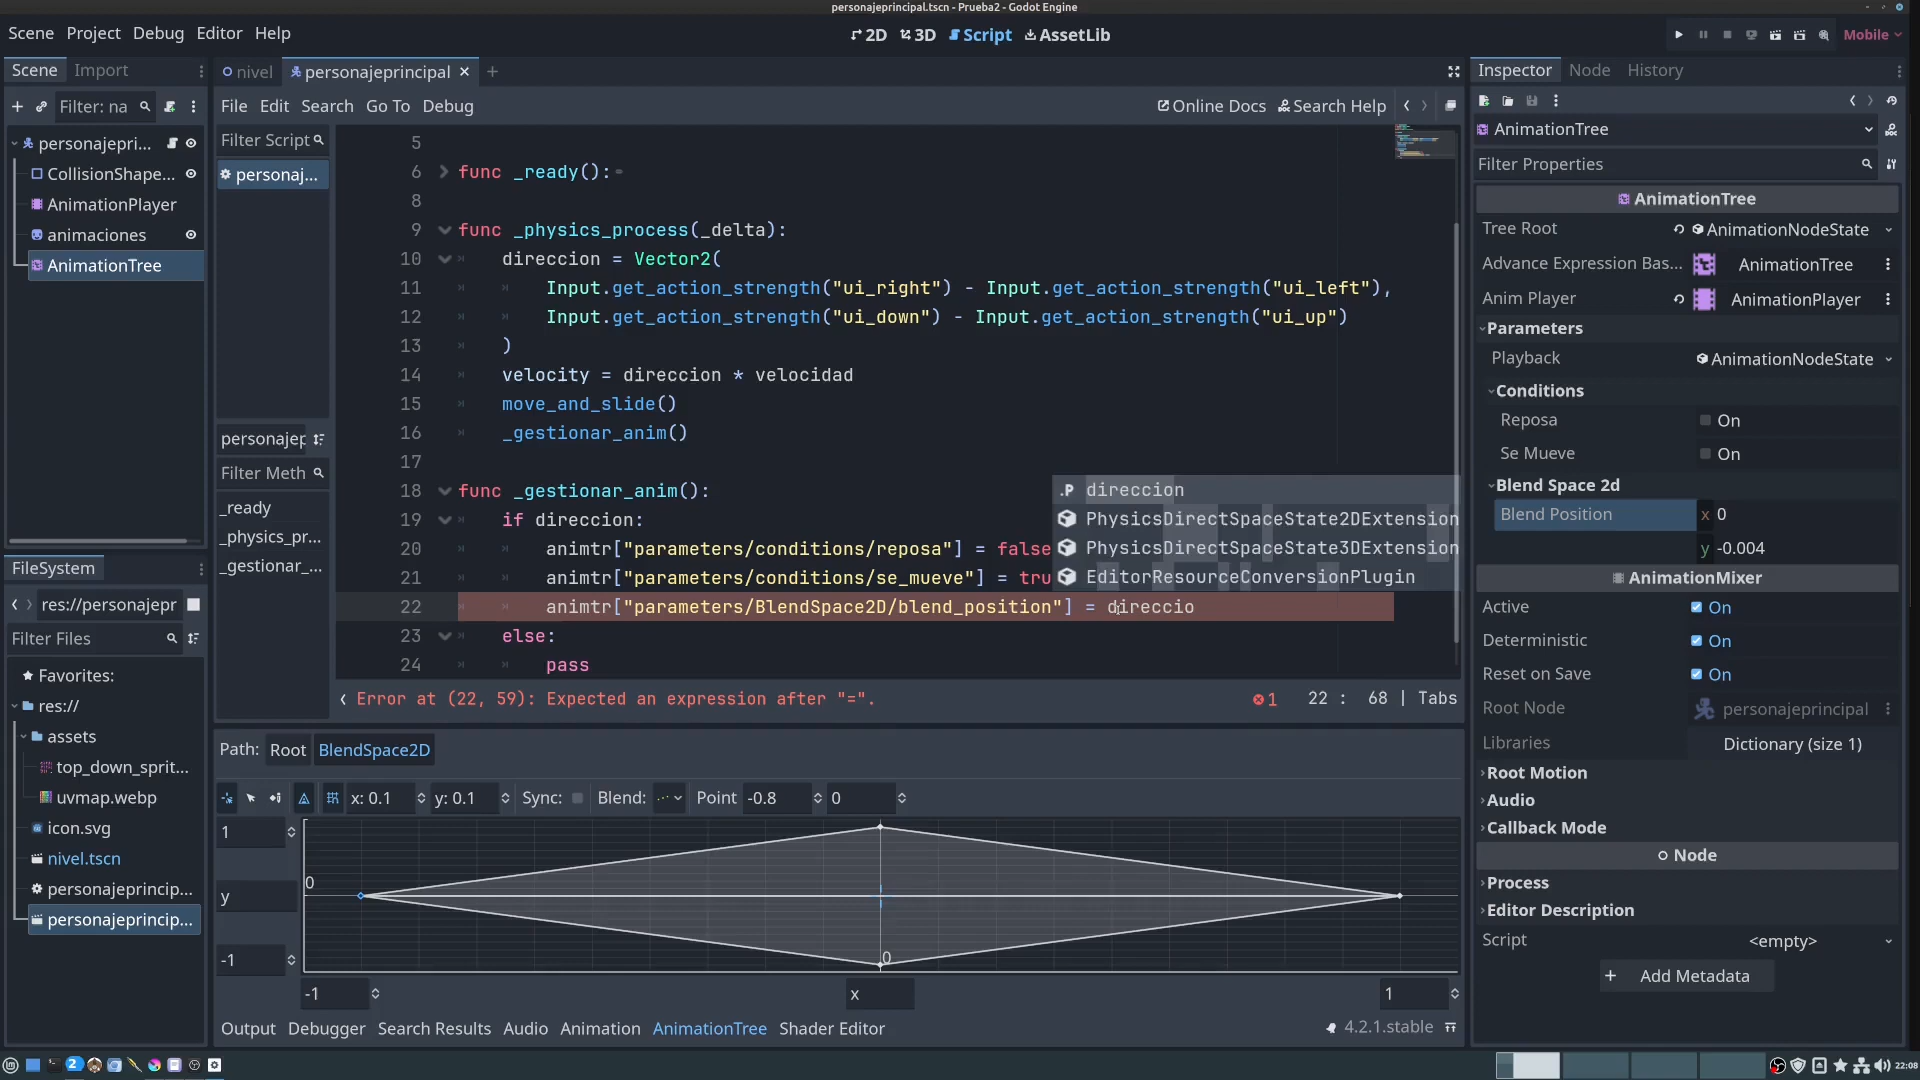 personajeprincipal.tscn - Prueba2 - Godot Engine
Scene Project Debug Editor Help
2D 3D Script AssetLib
Mobile
Scene Import
Filter: na
personajepri...
CollisionShape...
AnimationPlayer
animaciones
AnimationTree
FileSystem
res://personajepr
Filter Files
Favorites:
res://
assets
top_down_sprit...
uvmap.webp
icon.svg
nivel.tscn
personajeprincip...
personajeprincip...
nivel personajeprincipal
File Edit Search Go To Debug
Online Docs Search Help
Filter Script
personaj...
personajep
Filter Meth
_ready
_physics_pr...
_gestionar_...
5
6 func _ready():
8
9 func _physics_process(_delta):
10 direccion = Vector2(
11 Input.get_action_strength("ui_right") - Input.get_action_strength("ui_left"),
12 Input.get_action_strength("ui_down") - Input.get_action_strength("ui_up")
13 )
14 velocity = direccion * velocidad
15 move_and_slide()
16 _gestionar_anim()
17
18 func _gestionar_anim():
19 if direccion:
20 animtr["parameters/conditions/reposa"] = false
21 animtr["parameters/conditions/se_mueve"] = tru
22 animtr["parameters/BlendSpace2D/blend_position"] = direccio
23 else:
24 pass
.P direccion
PhysicsDirectSpaceState2DExtension
PhysicsDirectSpaceState3DExtension
EditorResourceConversionPlugin
Error at (22, 59): Expected an expression after "=".
1 22 : 68 | Tabs
Path: Root BlendSpace2D
x: 0.1 y: 0.1 Sync: Blend: Point -0.8 0
1
0
y
-1
0
-1 x 1
Output Debugger Search Results Audio Animation AnimationTree Shader Editor
4.2.1.stable
Inspector Node History
AnimationTree
Filter Properties
AnimationTree
Tree Root AnimationNodeState
Advance Expression Bas... AnimationTree
Anim Player AnimationPlayer
Parameters
Playback AnimationNodeState
Conditions
Reposa On
Se Mueve On
Blend Space 2d
Blend Position x 0
y -0.004
AnimationMixer
Active On
Deterministic On
Reset on Save On
Root Node personajeprincipal
Libraries Dictionary (size 1)
Root Motion
Audio
Callback Mode
Node
Process
Editor Description
Script <empty>
+ Add Metadata
2
22:08